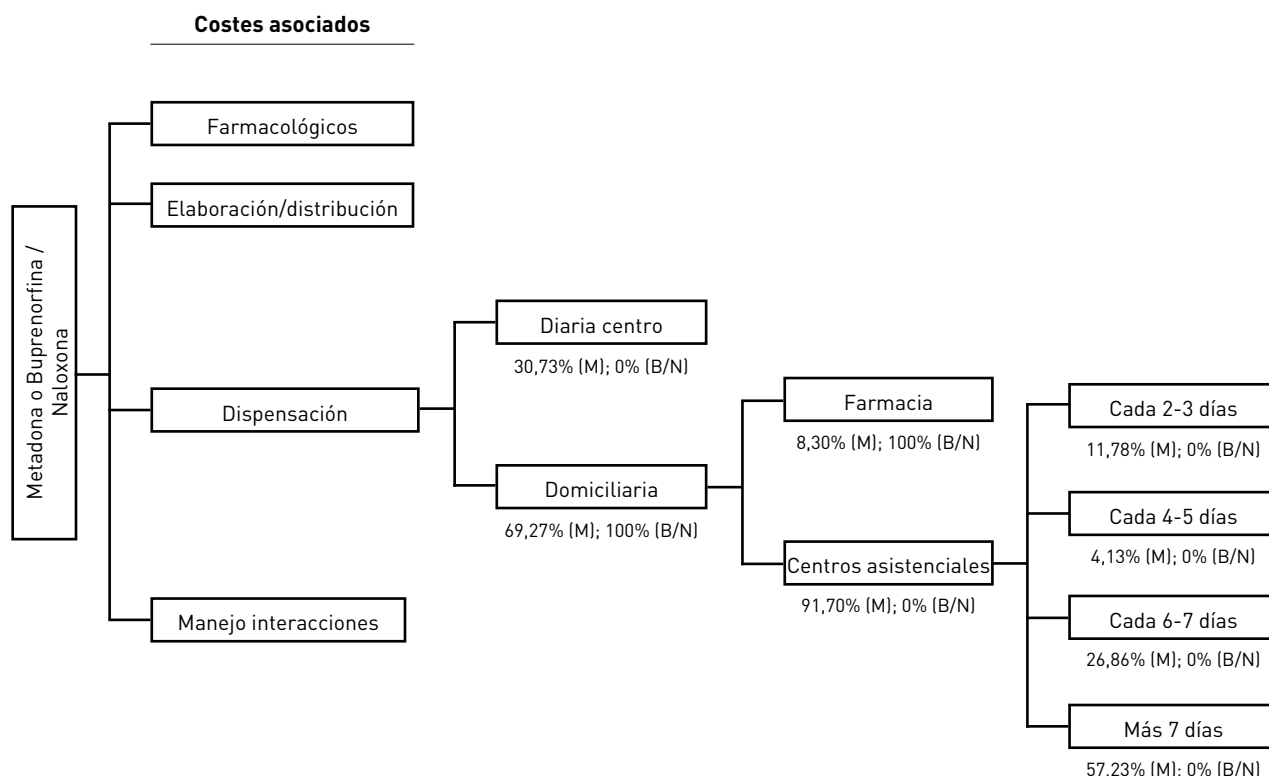 Costes asociados
Farmacológicos
Elaboración/distribución
Metadona o Buprenorfina /
Naloxona
Dispensación
Manejo interacciones
Diaria centro
30,73% (M); 0% (B/N)
Domiciliaria
69,27% (M); 100% (B/N)
Farmacia
8,30% (M); 100% (B/N)
Centros asistenciales
91,70% (M); 0% (B/N)
Cada 2-3 días
11,78% (M); 0% (B/N)
Cada 4-5 días
4,13% (M); 0% (B/N)
Cada 6-7 días
26,86% (M); 0% (B/N)
Más 7 días
57,23% (M); 0% (B/N)